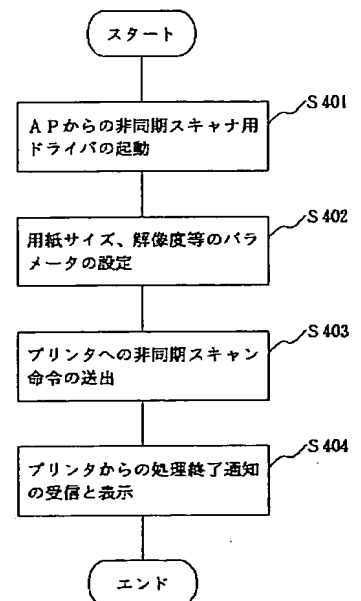 スタート
S401
APからの非同期スキャナ用
ドライバの起動
S402
用紙サイズ、解像度等のパラ
メータの設定
S403
プリンタへの非同期スキャン
命令の送出
S404
プリンタからの処理終了通知
の受信と表示
エンド